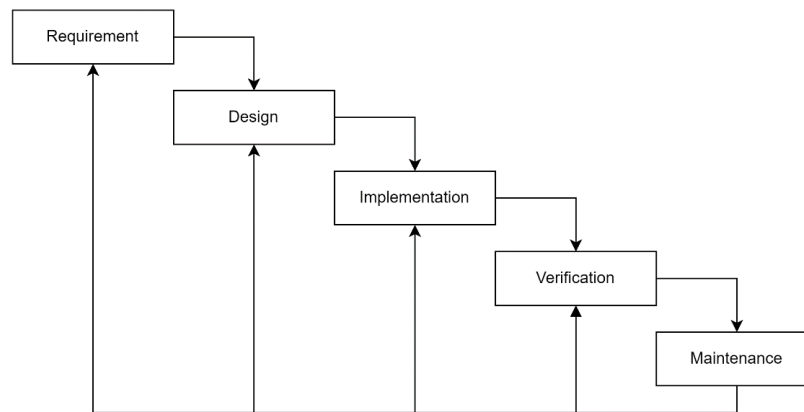 Requirement
Design
Implementation
Verification
Maintenance